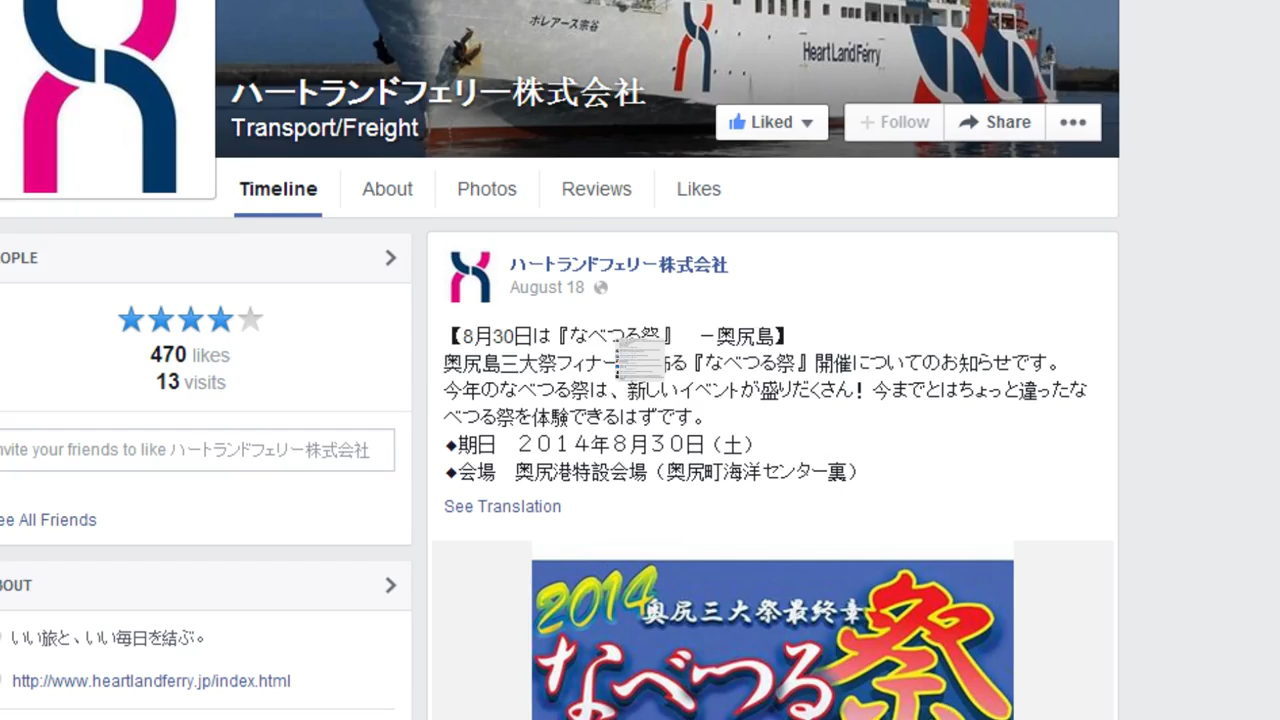 ボレアース宗谷
HeartLandFerry
ハートランドフェリー株式会社
Transport/Freight
Liked
Follow
Share
Timeline
About
Photos
Reviews
Likes
OPLE
470 likes
13 visits
nvite your friends to like ハートランドフェリー株式会社
ee All Friends
BOUT
いい旅と、いい毎日を結ぶ。
http://www.heartlandferry.jp/index.html
ハートランドフェリー株式会社
August 18
【8月30日は『なべつる祭』　－奥尻島】
奥尻島三大祭フィナー る『なべつる祭』開催についてのお知らせです。
今年のなべつる祭は、新しいイベントが盛りだくさん！今までとはちょっと違ったな
べつる祭を体験できるはずです。
◆期日　２０１４年８月３０日（土）
◆会場　奥尻港特設会場（奥尻町海洋センター裏）
See Translation
2014
奥尻三大祭最終章
なべつる祭